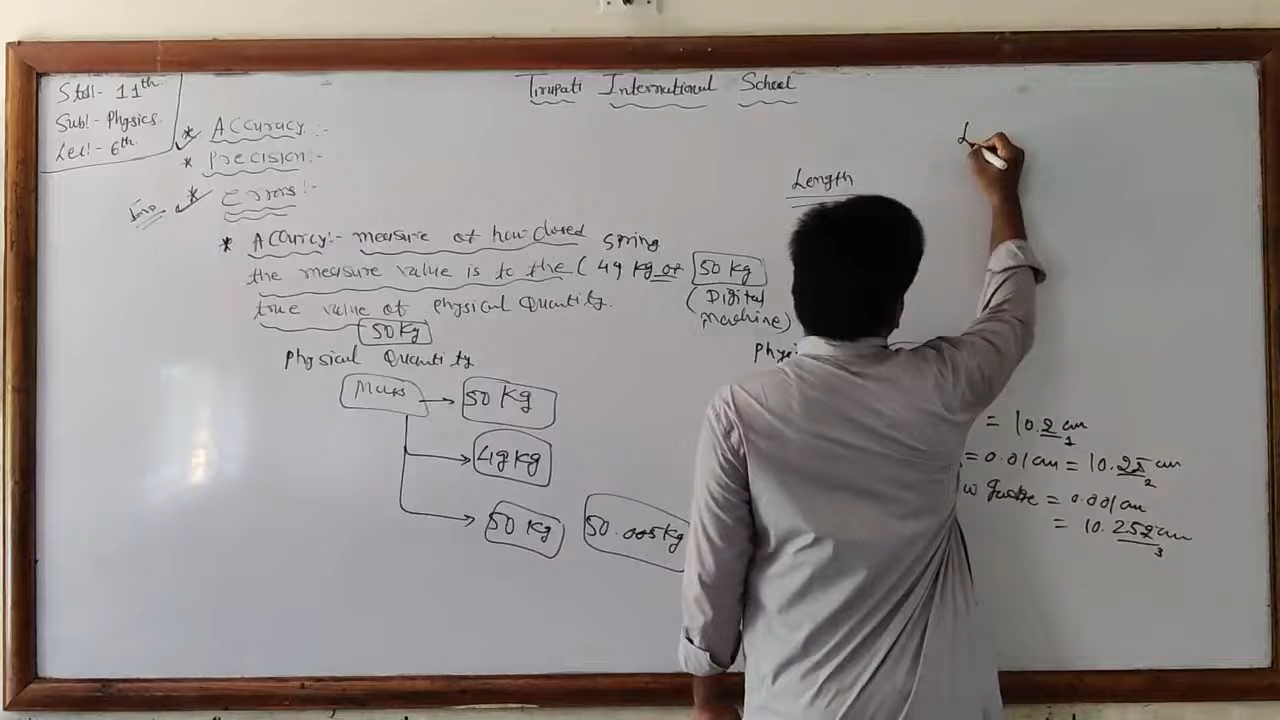 Std!- 11th.
Sub!- Physics.
Lec!- 6th.
Tirupati International School
* Accuracy:-
* Precision:-
Imp * Errors!-
* Accurcy!- measure of how closed
the measure value is to the
true value of physical Quantity.
50 Kg
spring
( 49 kg or 50 kg
( Digital
machine)
Physical Quantity
Mass → 50 kg
49 kg
50 kg
50.005 kg
Length
L
Physi
= 10.2 cm
1
= 0.01 cm = 10.25 cm
2
w Gauge = 0.001 cm
= 10.252 cm
3